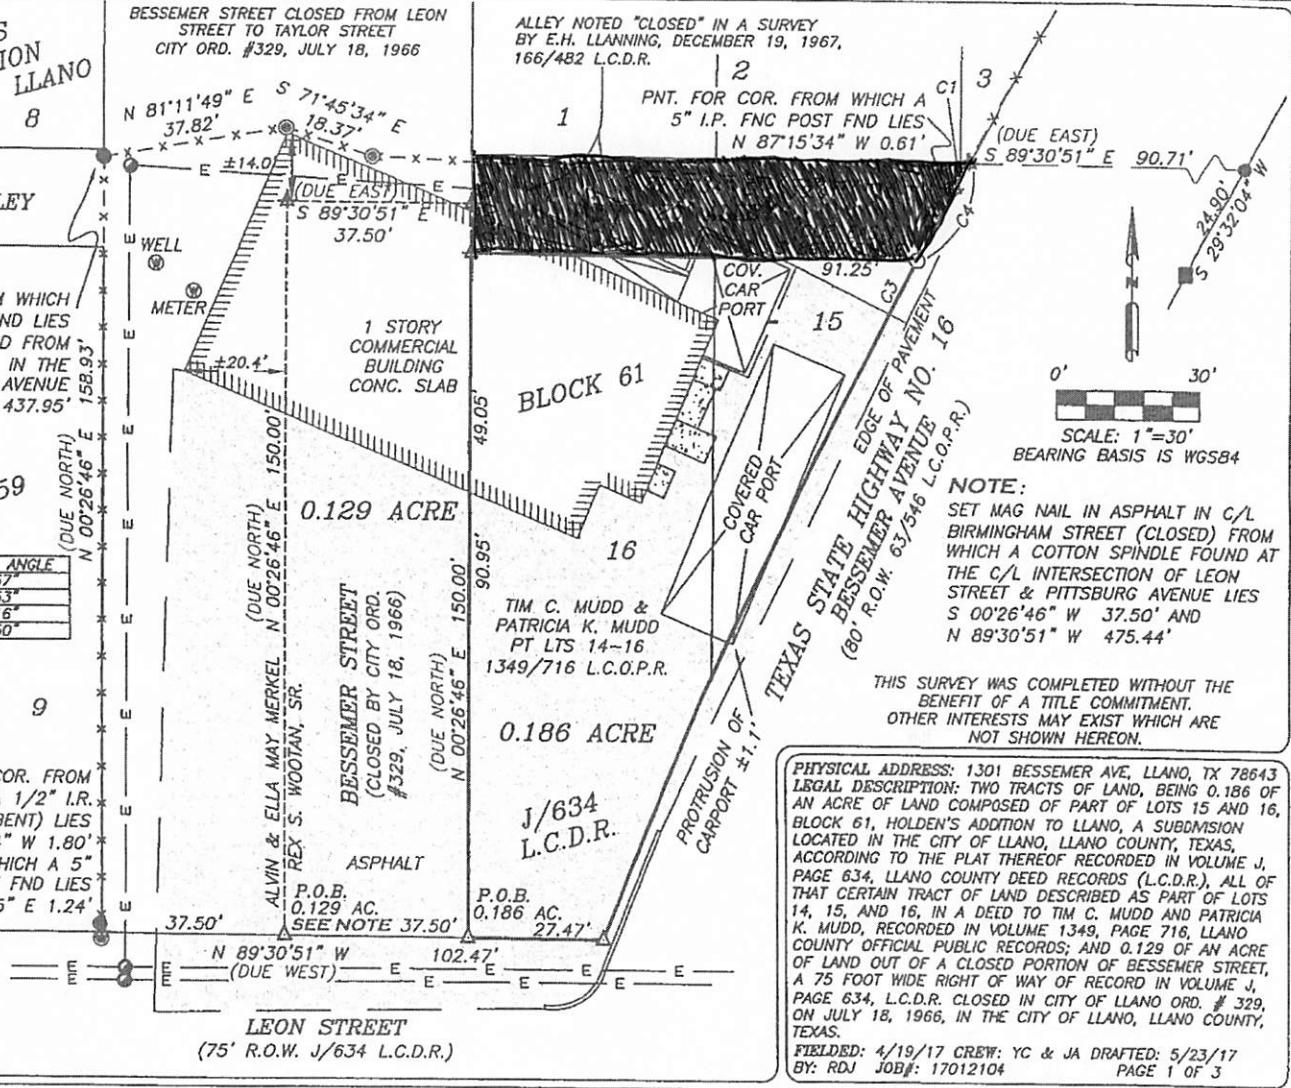 S
ION
LLANO
8
BESSEMER STREET CLOSED FROM LEON
STREET TO TAYLOR STREET
CITY ORD. #329, JULY 18, 1966
ALLEY NOTED "CLOSED" IN A SURVEY
BY E.H. LLANNING, DECEMBER 19, 1967,
166/482 L.C.D.R.
1
2
3
PNT. FOR COR. FROM WHICH A
5" I.P. FNC POST FND LIES
N 87°15'34" W 0.61'
C1
N 81°11'49" E
37.82'
S 71°45'34" E
18.37'
(DUE EAST)
S 89°30'51" E 90.71'
±14.0'
(DUE EAST)
S 89°30'51" E
37.50'
LEY
WELL
METER
C4
24.90'
S 29°32'04" W
COV.
CAR
PORT
91.25'
C3
15
N
M WHICH
ND LIES
D FROM
IN THE
AVENUE
437.95'
158.93'
(DUE NORTH)
N 00°26'46" E
1 STORY
COMMERCIAL
BUILDING
CONC. SLAB
±20.4'
BLOCK 61
49.05'
EDGE OF PAVEMENT
TEXAS STATE HIGHWAY NO. 16
BESSEMER AVENUE
(80' R.O.W. 63/546 L.C.O.P.R.)
0' 30'
SCALE: 1"=30'
BEARING BASIS IS WGS84
59
ANGLE
0.129 ACRE
COVERED
CAR PORT
16
NOTE:
SET MAG NAIL IN ASPHALT IN C/L
BIRMINGHAM STREET (CLOSED) FROM
WHICH A COTTON SPINDLE FOUND AT
THE C/L INTERSECTION OF LEON
STREET & PITTSBURG AVENUE LIES
S 00°26'46" W 37.50' AND
N 89°30'51" W 475.44'
(DUE NORTH)
N 00°26'46" E 150.00'
ALVIN & ELLA MAY MERKEL
REX S. WOOTAN, SR.
BESSEMER STREET
(CLOSED BY CITY ORD.
#329, JULY 18, 1966)
(DUE NORTH)
N 00°26'46" E 150.00'
90.95'
TIM C. MUDD &
PATRICIA K. MUDD
PT LTS 14-16
1349/716 L.C.O.P.R.
0.186 ACRE
THIS SURVEY WAS COMPLETED WITHOUT THE
BENEFIT OF A TITLE COMMITMENT.
OTHER INTERESTS MAY EXIST WHICH ARE
NOT SHOWN HEREON.
9
COR. FROM
1/2" I.R.
BENT) LIES
" W 1.80'
HICH A 5"
FND LIES
" E 1.24'
J/634
L.C.D.R.
PROTRUSION OF
CARPORT ±1.1'
ASPHALT
P.O.B.
0.129 AC.
SEE NOTE 37.50'
P.O.B.
0.186 AC.
27.47'
37.50'
N 89°30'51" W 102.47'
(DUE WEST)
E
LEON STREET
(75' R.O.W. J/634 L.C.D.R.)
PHYSICAL ADDRESS: 1301 BESSEMER AVE, LLANO, TX 78643
LEGAL DESCRIPTION: TWO TRACTS OF LAND, BEING 0.186 OF
AN ACRE OF LAND COMPOSED OF PART OF LOTS 15 AND 16,
BLOCK 61, HOLDEN'S ADDITION TO LLANO, A SUBDIVISION
LOCATED IN THE CITY OF LLANO, LLANO COUNTY, TEXAS,
ACCORDING TO THE PLAT THEREOF RECORDED IN VOLUME J,
PAGE 634, LLANO COUNTY DEED RECORDS (L.C.D.R.), ALL OF
THAT CERTAIN TRACT OF LAND DESCRIBED AS PART OF LOTS
14, 15, AND 16, IN A DEED TO TIM C. MUDD AND PATRICIA
K. MUDD, RECORDED IN VOLUME 1349, PAGE 716, LLANO
COUNTY OFFICIAL PUBLIC RECORDS; AND 0.129 OF AN ACRE
OF LAND OUT OF A CLOSED PORTION OF BESSEMER STREET,
A 75 FOOT WIDE RIGHT OF WAY OF RECORD IN VOLUME J,
PAGE 634, L.C.D.R. CLOSED IN CITY OF LLANO ORD. # 329,
ON JULY 18, 1966, IN THE CITY OF LLANO, LLANO COUNTY,
TEXAS.
FIELDED: 4/19/17 CREW: YC & JA DRAFTED: 5/23/17
BY: RDJ JOB#: 17012104 PAGE 1 OF 3